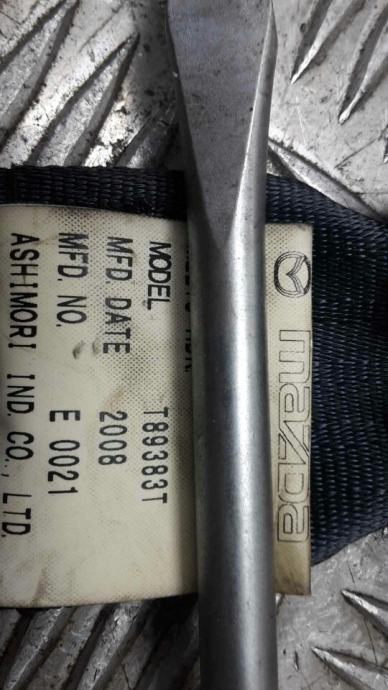 mazda
MODEL T89383T
MFD. DATE 2008
MFD. NO. E 0021
ASHIMORI IND. CO., LTD.